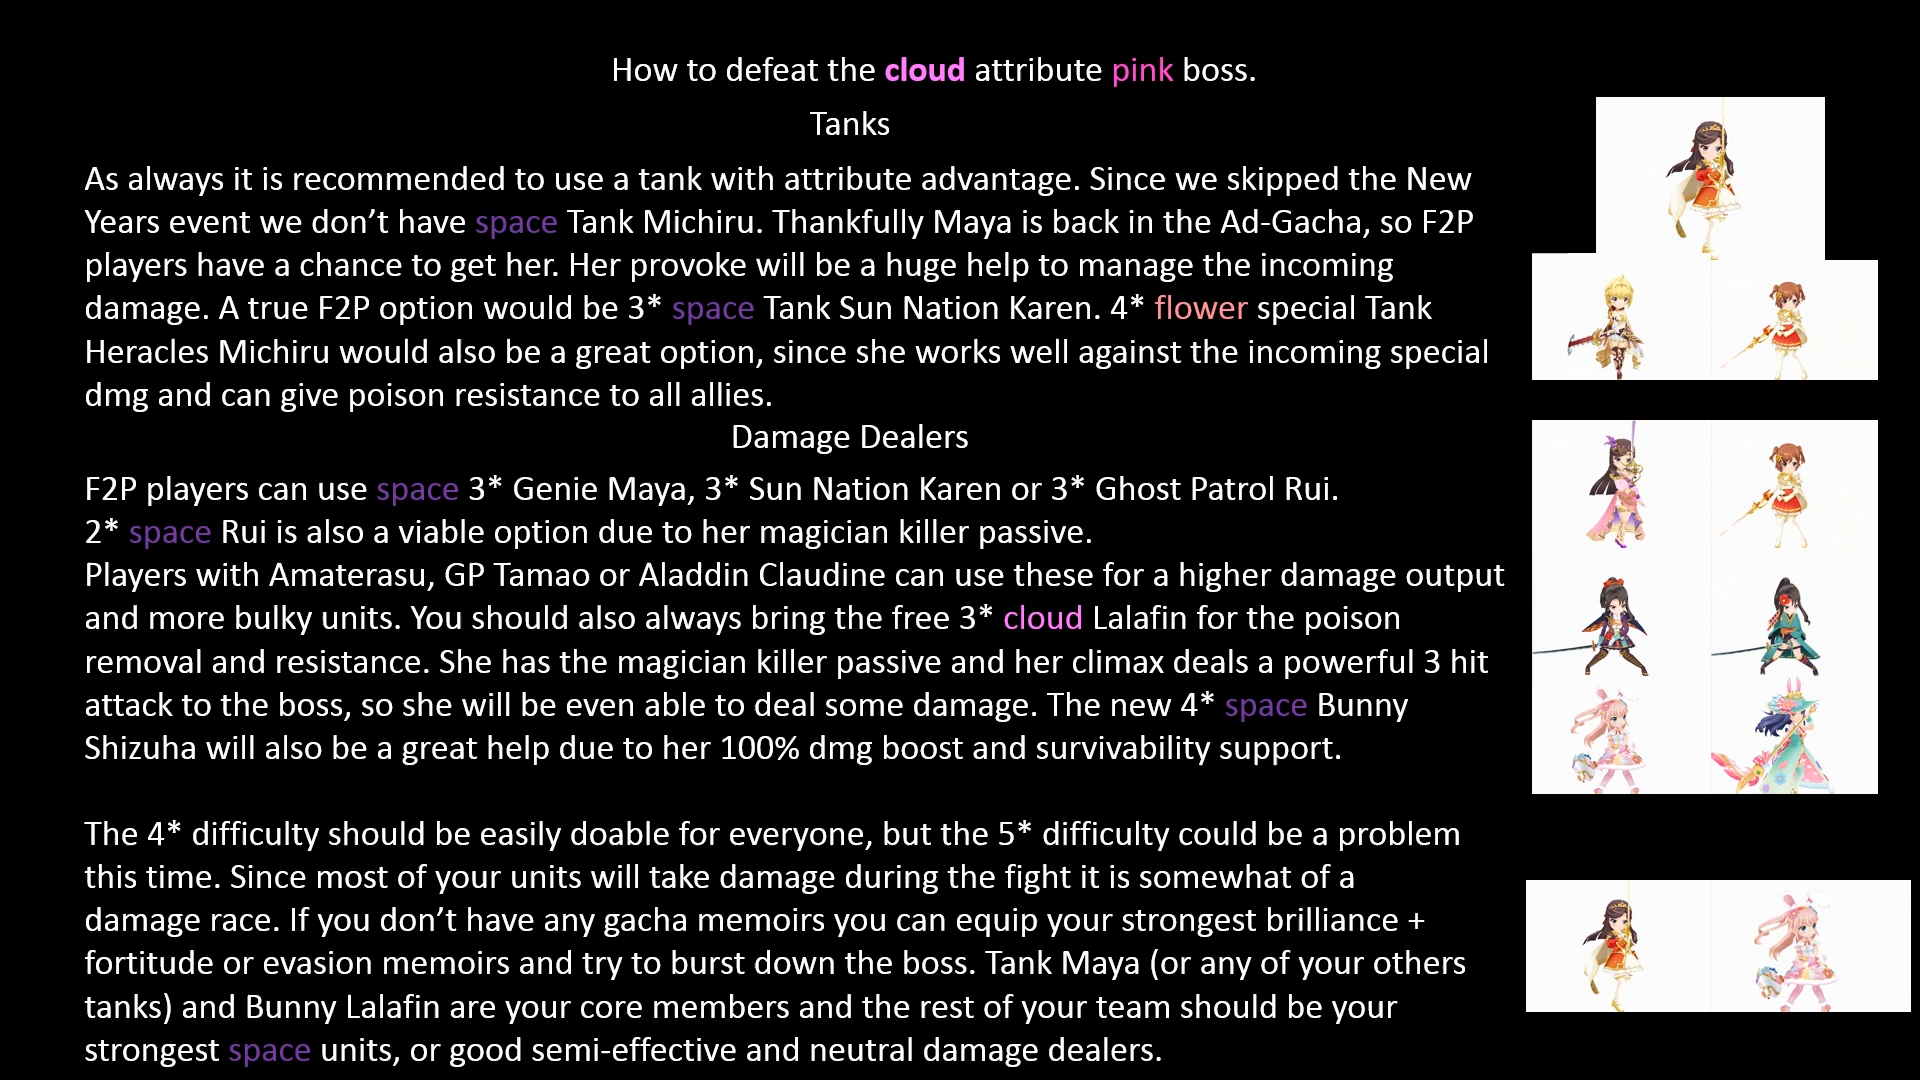 How to defeat the cloud attribute pink boss.
Tanks
As always it is recommended to use a tank with attribute advantage. Since we skipped the New
Years event we don’t have space Tank Michiru. Thankfully Maya is back in the Ad-Gacha, so F2P
players have a chance to get her. Her provoke will be a huge help to manage the incoming
damage. A true F2P option would be 3* space Tank Sun Nation Karen. 4* flower special Tank
Heracles Michiru would also be a great option, since she works well against the incoming special
dmg and can give poison resistance to all allies.
Damage Dealers
F2P players can use space 3* Genie Maya, 3* Sun Nation Karen or 3* Ghost Patrol Rui.
2* space Rui is also a viable option due to her magician killer passive.
Players with Amaterasu, GP Tamao or Aladdin Claudine can use these for a higher damage output
and more bulky units. You should also always bring the free 3* cloud Lalafin for the poison
removal and resistance. She has the magician killer passive and her climax deals a powerful 3 hit
attack to the boss, so she will be even able to deal some damage. The new 4* space Bunny
Shizuha will also be a great help due to her 100% dmg boost and survivability support.
The 4* difficulty should be easily doable for everyone, but the 5* difficulty could be a problem
this time. Since most of your units will take damage during the fight it is somewhat of a
damage race. If you don’t have any gacha memoirs you can equip your strongest brilliance +
fortitude or evasion memoirs and try to burst down the boss. Tank Maya (or any of your others
tanks) and Bunny Lalafin are your core members and the rest of your team should be your
strongest space units, or good semi-effective and neutral damage dealers.